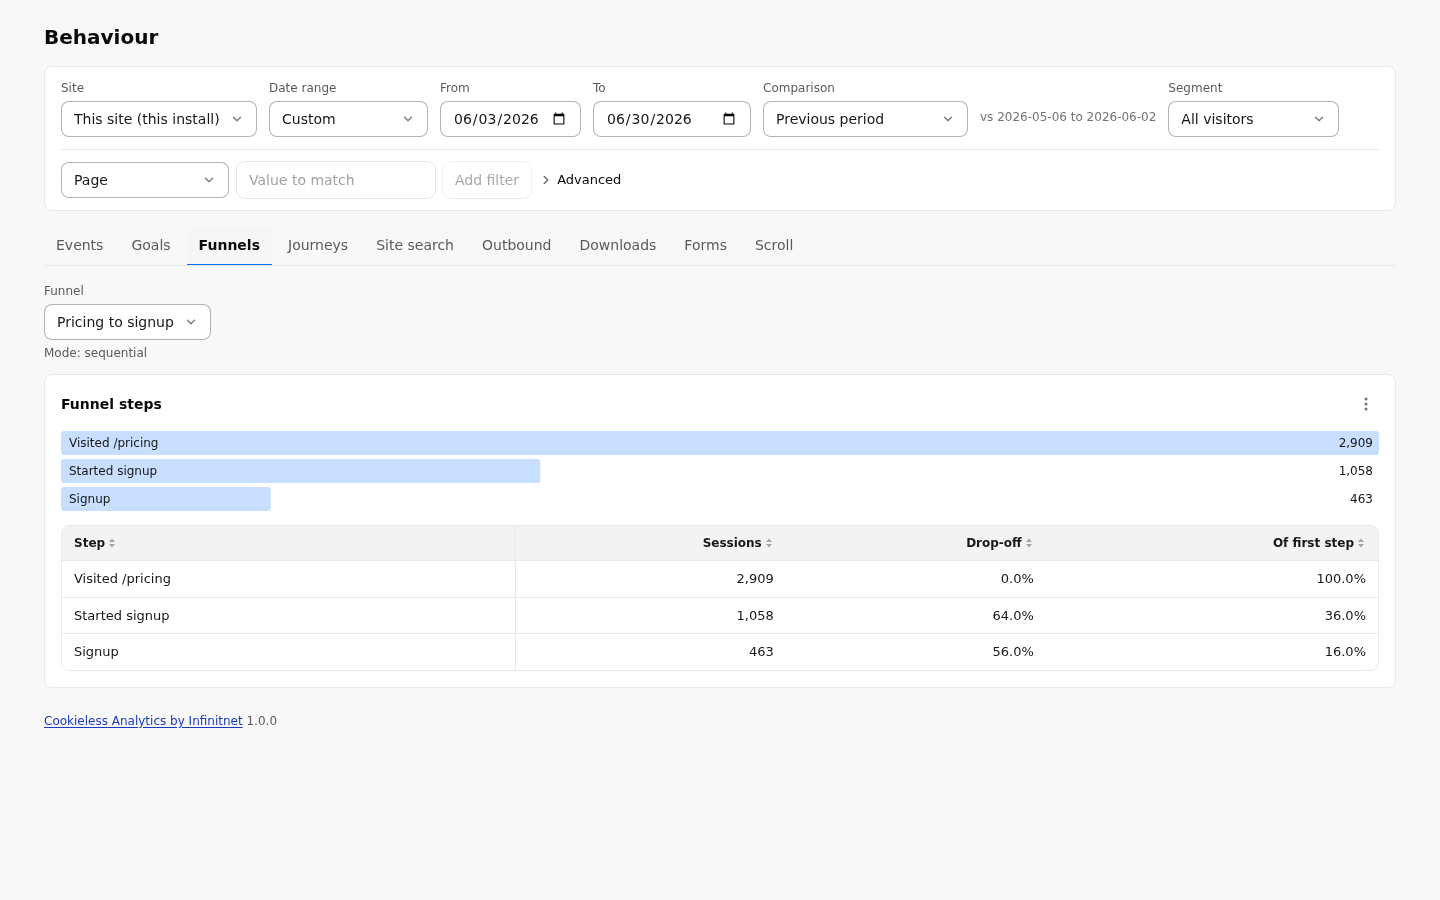 Behaviour
Site Date range From To Comparison Segment
This site (this install) Custom 06/03/2026 06/30/2026 Previous period vs 2026-05-06 to 2026-06-02 All visitors
Page Value to match Add filter Advanced
Events Goals Funnels Journeys Site search Outbound Downloads Forms Scroll
Funnel
Pricing to signup
Mode: sequential
Funnel steps
Visited /pricing 2,909
Started signup 1,058
Signup 463
Step Sessions Drop-off Of first step
Visited /pricing 2,909 0.0% 100.0%
Started signup 1,058 64.0% 36.0%
Signup 463 56.0% 16.0%
Cookieless Analytics by Infinitnet 1.0.0